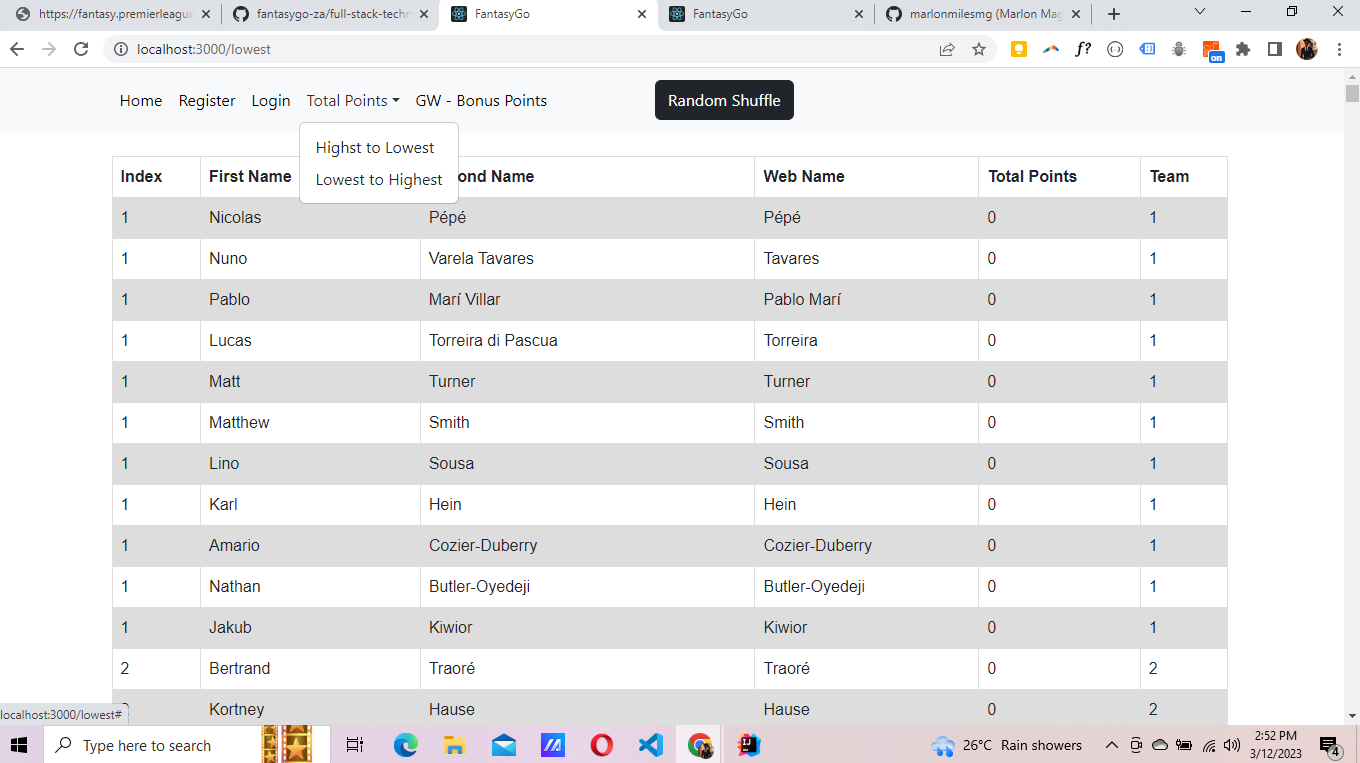 https://fantasy.premierleague
fantasygo-za/full-stack-techn
FantasyGo
FantasyGo
marlonmilesmg (Marlon Mag
localhost:3000/lowest
f?
on
Home Register Login Total Points GW - Bonus Points Random Shuffle
Highst to Lowest
Lowest to Highest
Index First Name ond Name Web Name Total Points Team
1 Nicolas Pépé Pépé 0 1
1 Nuno Varela Tavares Tavares 0 1
1 Pablo Marí Villar Pablo Marí 0 1
1 Lucas Torreira di Pascua Torreira 0 1
1 Matt Turner Turner 0 1
1 Matthew Smith Smith 0 1
1 Lino Sousa Sousa 0 1
1 Karl Hein Hein 0 1
1 Amario Cozier-Duberry Cozier-Duberry 0 1
1 Nathan Butler-Oyedeji Butler-Oyedeji 0 1
1 Jakub Kiwior Kiwior 0 1
2 Bertrand Traoré Traoré 0 2
Kortney Hause Hause 0 2
localhost:3000/lowest#
Type here to search
26°C Rain showers
2:52 PM
3/12/2023
4